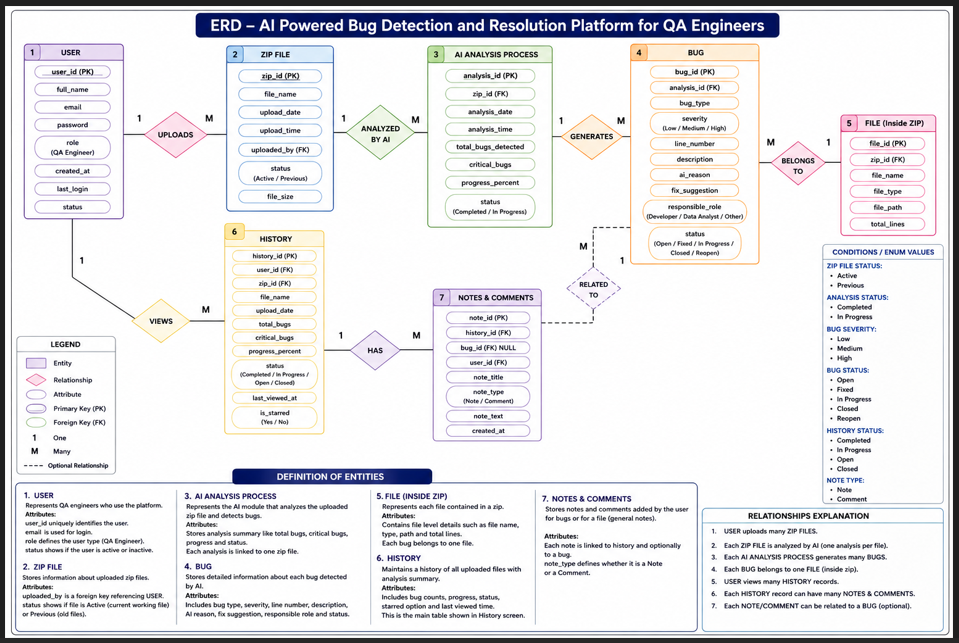 ERD – AI Powered Bug Detection and Resolution Platform for QA Engineers
1 USER
user_id (PK)
full_name
email
password
role
(QA Engineer)
created_at
last_login
status
1
UPLOADS
M
2 ZIP FILE
zip_id (PK)
file_name
upload_date
upload_time
uploaded_by (FK)
status
(Active / Previous)
file_size
1
ANALYZED
BY AI
M
3 AI ANALYSIS PROCESS
analysis_id (PK)
zip_id (FK)
analysis_date
analysis_time
total_bugs_detected
critical_bugs
progress_percent
status
(Completed / In Progress)
1
GENERATES
M
4 BUG
bug_id (PK)
analysis_id (FK)
bug_type
severity
(Low / Medium / High)
line_number
description
ai_reason
fix_suggestion
responsible_role
(Developer / Data Analyst / Other)
status
(Open / Fixed / In Progress /
Closed / Reopen)
M
BELONGS
TO
1
5 FILE (Inside ZIP)
file_id (PK)
zip_id (FK)
file_name
file_type
file_path
total_lines
1
VIEWS
M
6 HISTORY
history_id (PK)
user_id (FK)
zip_id (FK)
file_name
upload_date
total_bugs
critical_bugs
progress_percent
status
(Completed / In Progress /
Open / Closed)
last_viewed_at
is_starred
(Yes / No)
1
HAS
M
7 NOTES & COMMENTS
note_id (PK)
history_id (FK)
bug_id (FK) NULL
user_id (FK)
note_title
note_type
(Note / Comment)
note_text
created_at
M
1
RELATED
TO
CONDITIONS / ENUM VALUES
ZIP FILE STATUS:
• Active
• Previous
ANALYSIS STATUS:
• Completed
• In Progress
BUG SEVERITY:
• Low
• Medium
• High
BUG STATUS:
• Open
• Fixed
• In Progress
• Closed
• Reopen
HISTORY STATUS:
• Completed
• In Progress
• Open
• Closed
NOTE TYPE:
• Note
• Comment
LEGEND
Entity
Relationship
Attribute
Primary Key (PK)
Foreign Key (FK)
1 One
M Many
Optional Relationship
DEFINITION OF ENTITIES
1. USER
Represents QA engineers who use the platform.
Attributes:
user_id uniquely identifies the user.
email is used for login.
role defines the user type (QA Engineer).
status shows if the user is active or inactive.
2. ZIP FILE
Stores information about uploaded zip files.
Attributes:
uploaded_by is a foreign key referencing USER.
status shows if file is Active (current working file)
or Previous (old files).
3. AI ANALYSIS PROCESS
Represents the AI module that analyzes the uploaded
zip file and detects bugs.
Attributes:
Stores analysis summary like total bugs, critical bugs,
progress and status.
Each analysis is linked to one zip file.
4. BUG
Stores detailed information about each bug detected
by AI.
Attributes:
Includes bug type, severity, line number, description,
AI reason, fix suggestion, responsible role and status.
5. FILE (INSIDE ZIP)
Represents each file contained in a zip.
Attributes:
Contains file level details such as file name,
type, path and total lines.
Each bug belongs to one file.
6. HISTORY
Maintains a history of all uploaded files with
analysis summary.
Attributes:
Includes bug counts, progress, status,
starred option and last viewed time.
This is the main table shown in History screen.
7. NOTES & COMMENTS
Stores notes and comments added by the user
for bugs or for a file (general notes).
Attributes:
Each note is linked to history and optionally
to a bug.
note_type defines whether it is a Note
or a Comment.
RELATIONSHIPS EXPLANATION
1. USER uploads many ZIP FILES.
2. Each ZIP FILE is analyzed by AI (one analysis per file).
3. Each AI ANALYSIS PROCESS generates many BUGS.
4. Each BUG belongs to one FILE (inside zip).
5. USER views many HISTORY records.
6. Each HISTORY record can have many NOTES & COMMENTS.
7. Each NOTE/COMMENT can be related to a BUG (optional).